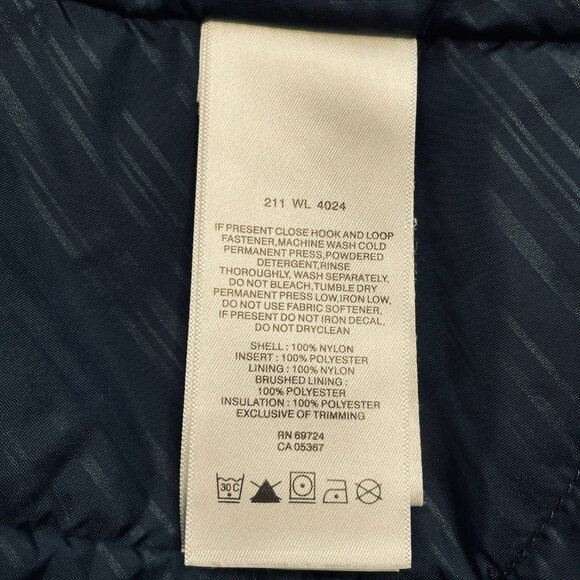 211 WL 4024
IF PRESENT CLOSE HOOK AND LOOP
FASTENER,MACHINE WASH COLD
PERMANENT PRESS,POWDERED
DETERGENT,RINSE
THOROUGHLY, WASH SEPARATELY,
DO NOT BLEACH,TUMBLE DRY
PERMANENT PRESS LOW,IRON LOW,
DO NOT USE FABRIC SOFTENER,
IF PRESENT DO NOT IRON DECAL,
DO NOT DRYCLEAN
SHELL : 100% NYLON
INSERT : 100% POLYESTER
LINING : 100% NYLON
BRUSHED LINING :
100% POLYESTER
INSULATION : 100% POLYESTER
EXCLUSIVE OF TRIMMING
RN 69724
CA 05367
30 C